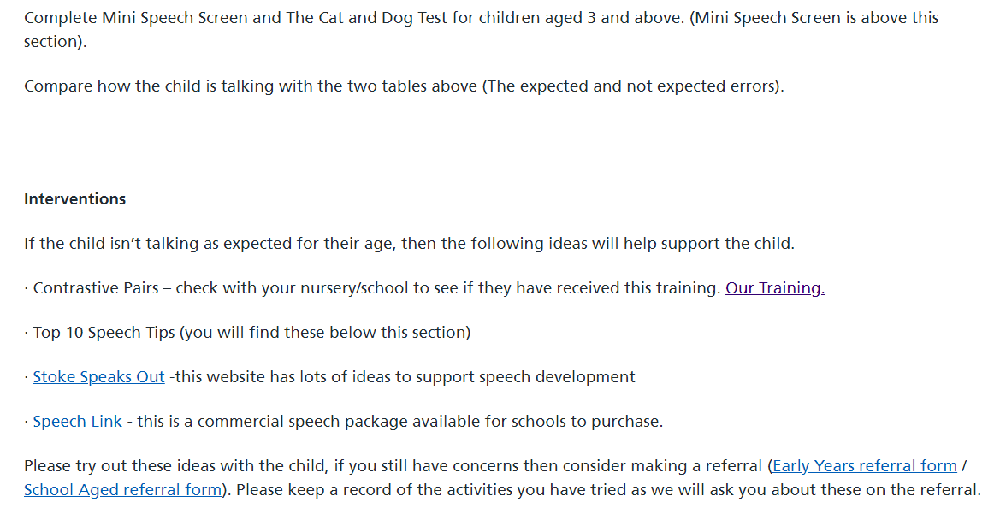 Complete Mini Speech Screen and The Cat and Dog Test for children aged 3 and above. (Mini Speech Screen is above this
section).
Compare how the child is talking with the two tables above (The expected and not expected errors).
Interventions
If the child isn’t talking as expected for their age, then the following ideas will help support the child.
· Contrastive Pairs – check with your nursery/school to see if they have received this training. Our Training.
· Top 10 Speech Tips (you will find these below this section)
· Stoke Speaks Out -this website has lots of ideas to support speech development
· Speech Link - this is a commercial speech package available for schools to purchase.
Please try out these ideas with the child, if you still have concerns then consider making a referral (Early Years referral form /
School Aged referral form). Please keep a record of the activities you have tried as we will ask you about these on the referral.